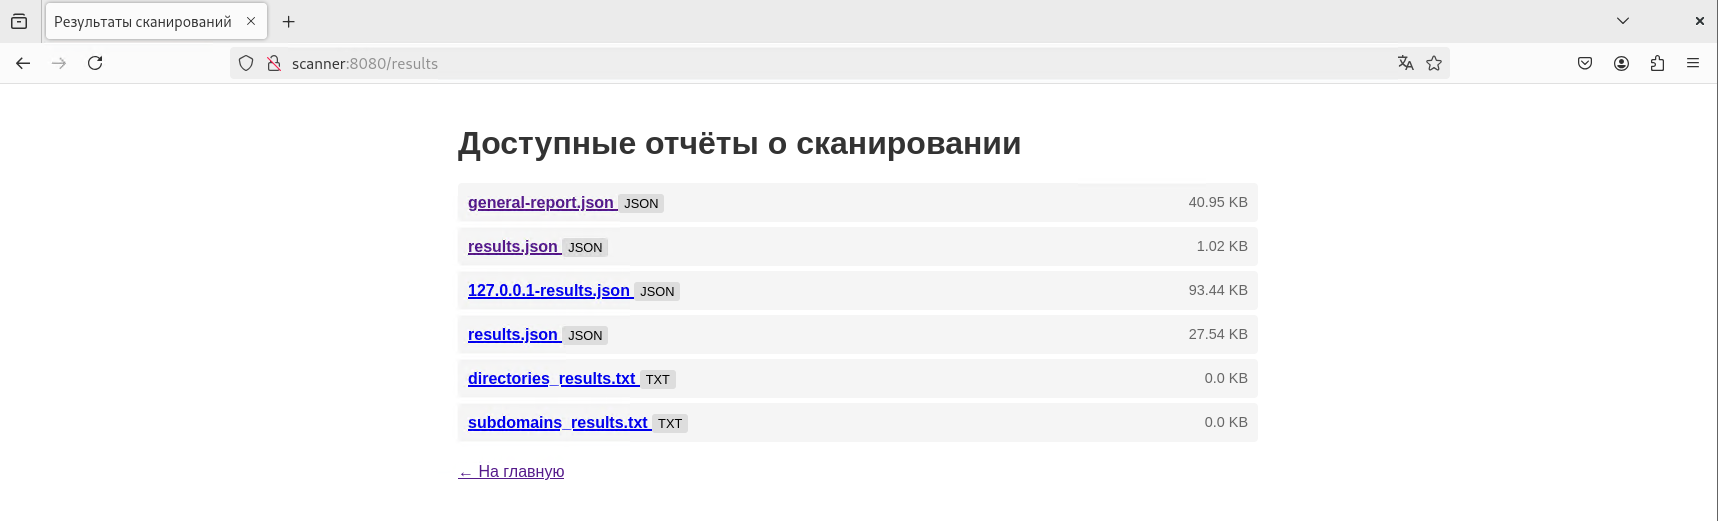 Результаты сканирований
scanner:8080/results
Доступные отчёты о сканировании
general-report.json JSON 40.95 KB
results.json JSON 1.02 KB
127.0.0.1-results.json JSON 93.44 KB
results.json JSON 27.54 KB
directories_results.txt TXT 0.0 KB
subdomains_results.txt TXT 0.0 KB
← На главную